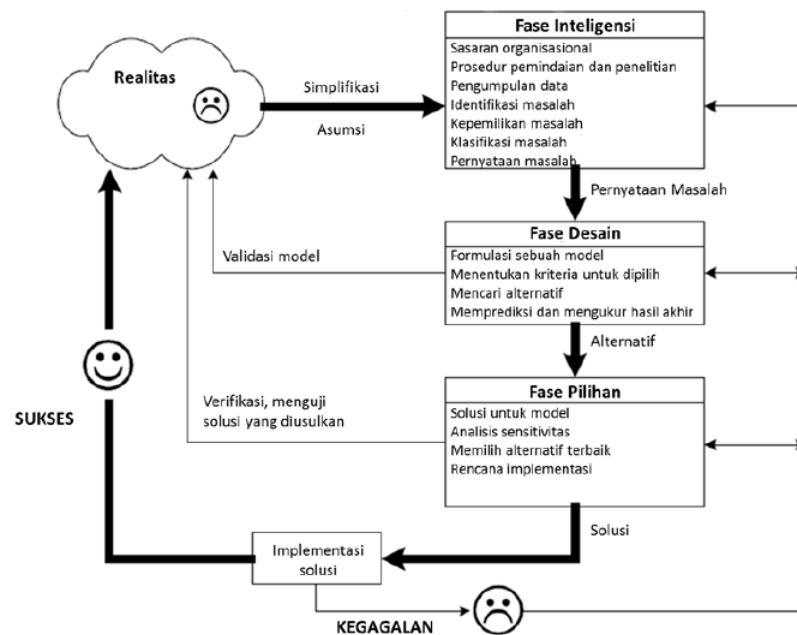 Realitas
Simplifikasi
Asumsi
Fase Inteligensi
Sasaran organisasional
Prosedur pemindaian dan penelitian
Pengumpulan data
Identifikasi masalah
Kepemilikan masalah
Klasifikasi masalah
Pernyataan masalah
Pernyataan Masalah
Fase Desain
Formulasi sebuah model
Menentukan kriteria untuk dipilih
Mencari alternatif
Memprediksi dan mengukur hasil akhir
Validasi model
Alternatif
Fase Pilihan
Solusi untuk model
Analisis sensitivitas
Memilih alternatif terbaik
Rencana implementasi
Verifikasi, menguji
solusi yang diusulkan
SUKSES
Solusi
Implementasi
solusi
KEGAGALAN